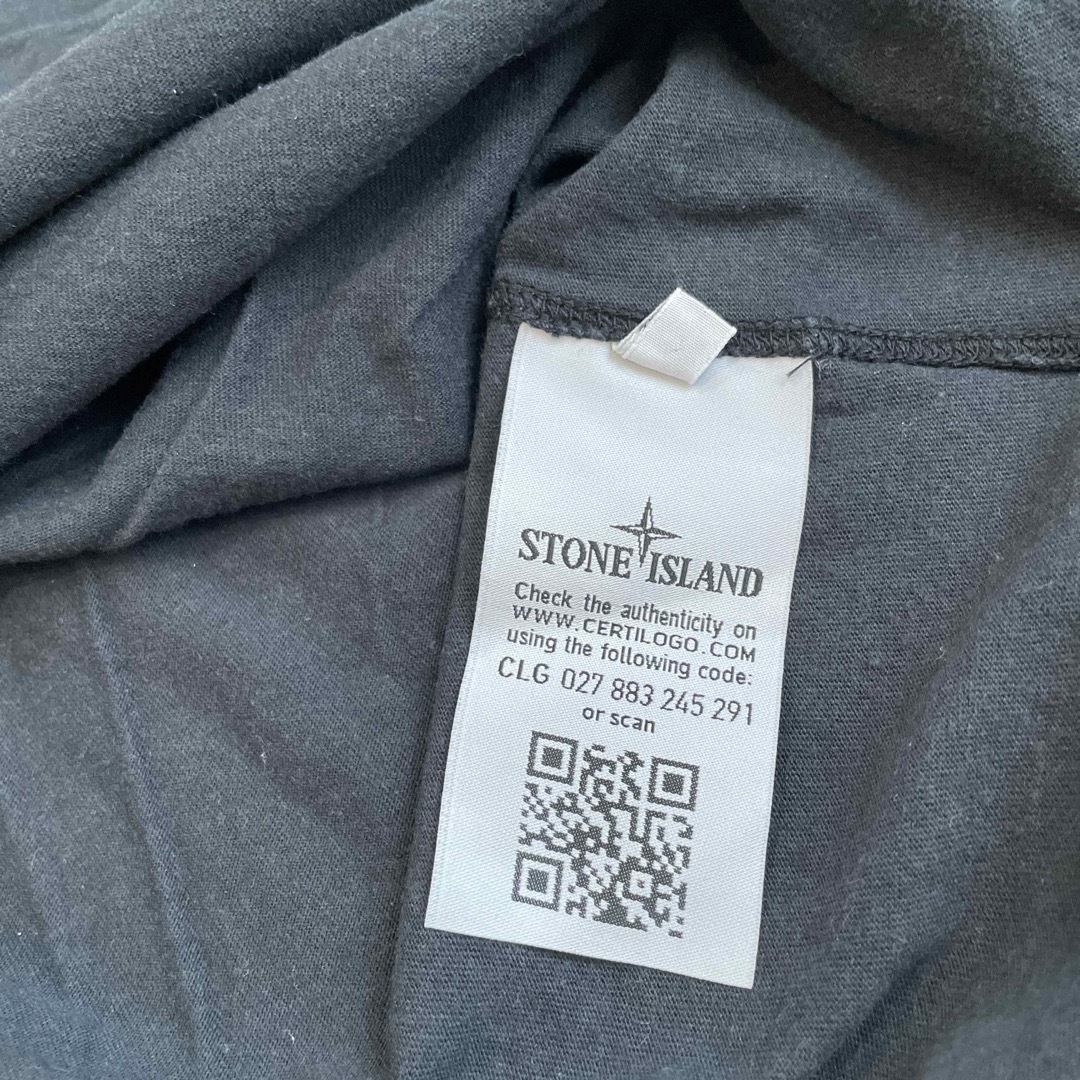 STONE ISLAND
Check the authenticity on
WWW.CERTILOGO.COM
using the following code:
CLG 027 883 245 291
or scan